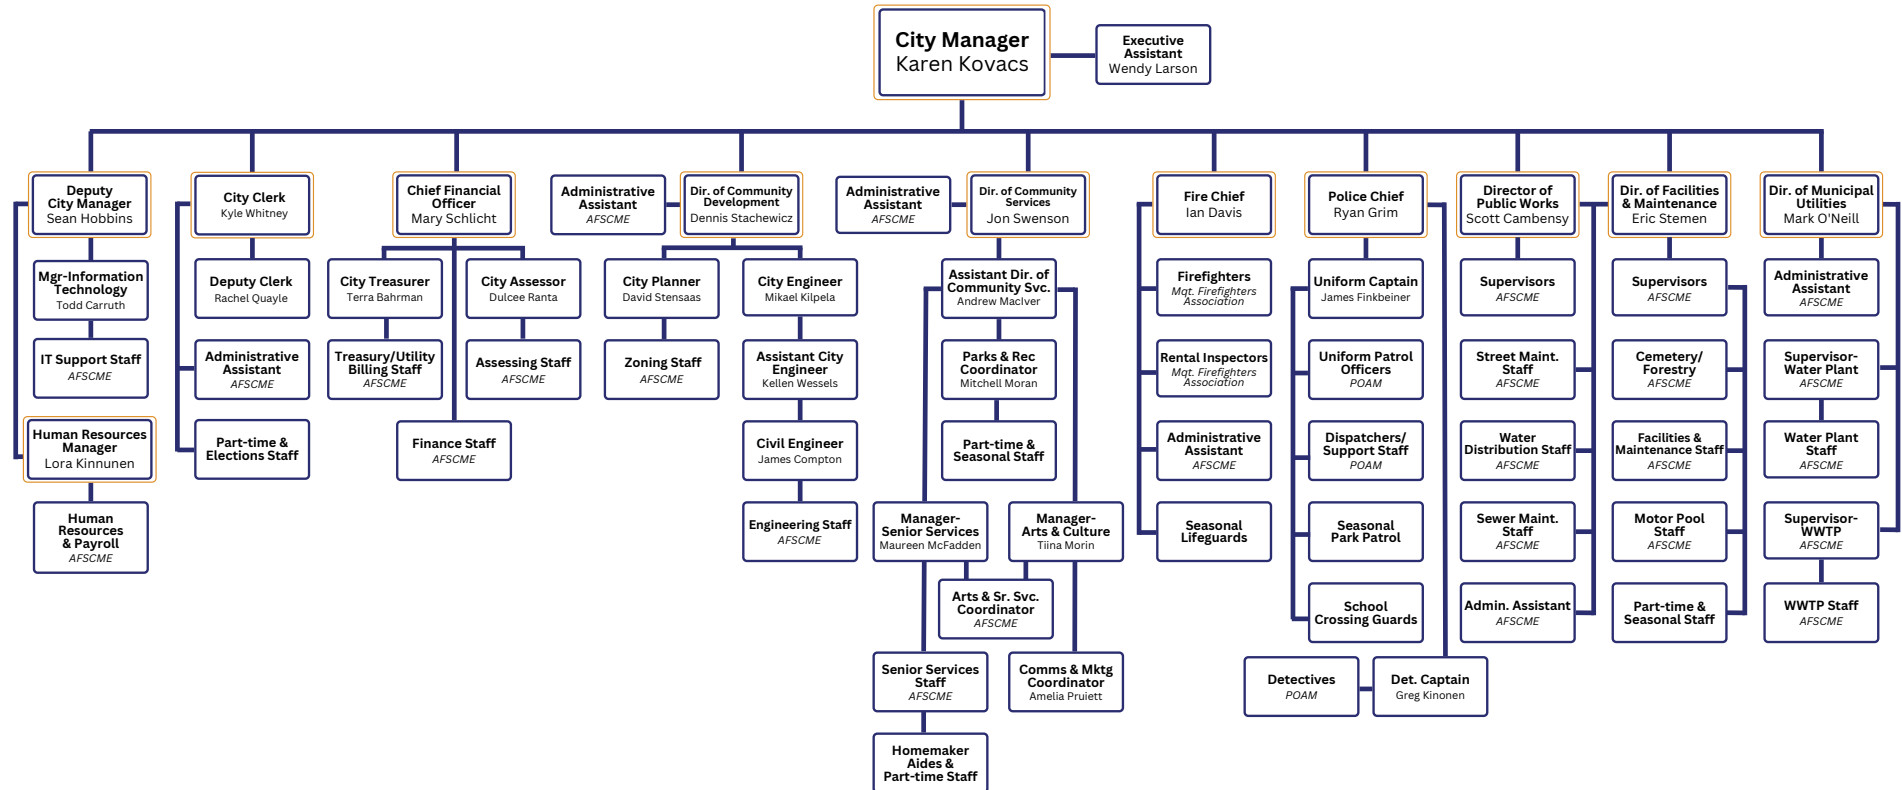 City Manager
Karen Kovacs
Executive
Assistant
Wendy Larson
Deputy
City Manager
Sean Hobbins
Mgr-Information
Technology
Todd Carruth
IT Support Staff
AFSCME
Human Resources
Manager
Lora Kinnunen
Human
Resources
& Payroll
AFSCME
City Clerk
Kyle Whitney
Deputy Clerk
Rachel Quayle
Administrative
Assistant
AFSCME
Part-time &
Elections Staff
Chief Financial
Officer
Mary Schlicht
City Treasurer
Terra Bahrman
Treasury/Utility
Billing Staff
AFSCME
City Assessor
Dulcee Ranta
Assessing Staff
AFSCME
Finance Staff
AFSCME
Administrative
Assistant
AFSCME
Dir. of Community
Development
Dennis Stachewicz
City Planner
David Stensaas
Zoning Staff
AFSCME
City Engineer
Mikael Kilpela
Assistant City
Engineer
Kellen Wessels
Civil Engineer
James Compton
Engineering Staff
AFSCME
Administrative
Assistant
AFSCME
Dir. of Community
Services
Jon Swenson
Assistant Dir. of
Community Svc.
Andrew MacIver
Parks & Rec
Coordinator
Mitchell Moran
Part-time &
Seasonal Staff
Manager-
Senior Services
Maureen McFadden
Manager-
Arts & Culture
Tiina Morin
Arts & Sr. Svc.
Coordinator
AFSCME
Senior Services
Staff
AFSCME
Comms & Mktg
Coordinator
Amelia Pruiett
Homemaker
Aides &
Part-time Staff
Fire Chief
Ian Davis
Firefighters
Mqt. Firefighters
Association
Rental Inspectors
Mqt. Firefighters
Association
Administrative
Assistant
AFSCME
Seasonal
Lifeguards
Police Chief
Ryan Grim
Uniform Captain
James Finkbeiner
Uniform Patrol
Officers
POAM
Dispatchers/
Support Staff
POAM
Seasonal
Park Patrol
School
Crossing Guards
Detectives
POAM
Det. Captain
Greg Kinonen
Director of
Public Works
Scott Cambensy
Supervisors
AFSCME
Street Maint.
Staff
AFSCME
Water
Distribution Staff
AFSCME
Sewer Maint.
Staff
AFSCME
Admin. Assistant
AFSCME
Dir. of Facilities
& Maintenance
Eric Stemen
Supervisors
AFSCME
Cemetery/
Forestry
AFSCME
Facilities &
Maintenance Staff
AFSCME
Motor Pool
Staff
AFSCME
Part-time &
Seasonal Staff
Dir. of Municipal
Utilities
Mark O'Neill
Administrative
Assistant
AFSCME
Supervisor-
Water Plant
AFSCME
Water Plant
Staff
AFSCME
Supervisor-
WWTP
AFSCME
WWTP Staff
AFSCME